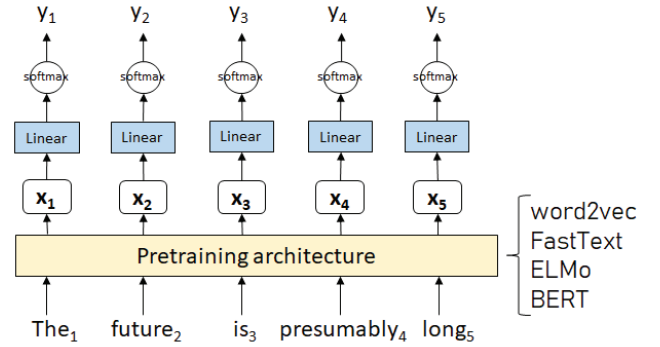 y₁ y₂ y₃ y₄ y₅
softmax softmax softmax softmax softmax
Linear Linear Linear Linear Linear
x₁ x₂ x₃ x₄ x₅
Pretraining architecture
word2vec
FastText
ELMo
BERT
The₁ future₂ is₃ presumably₄ long₅